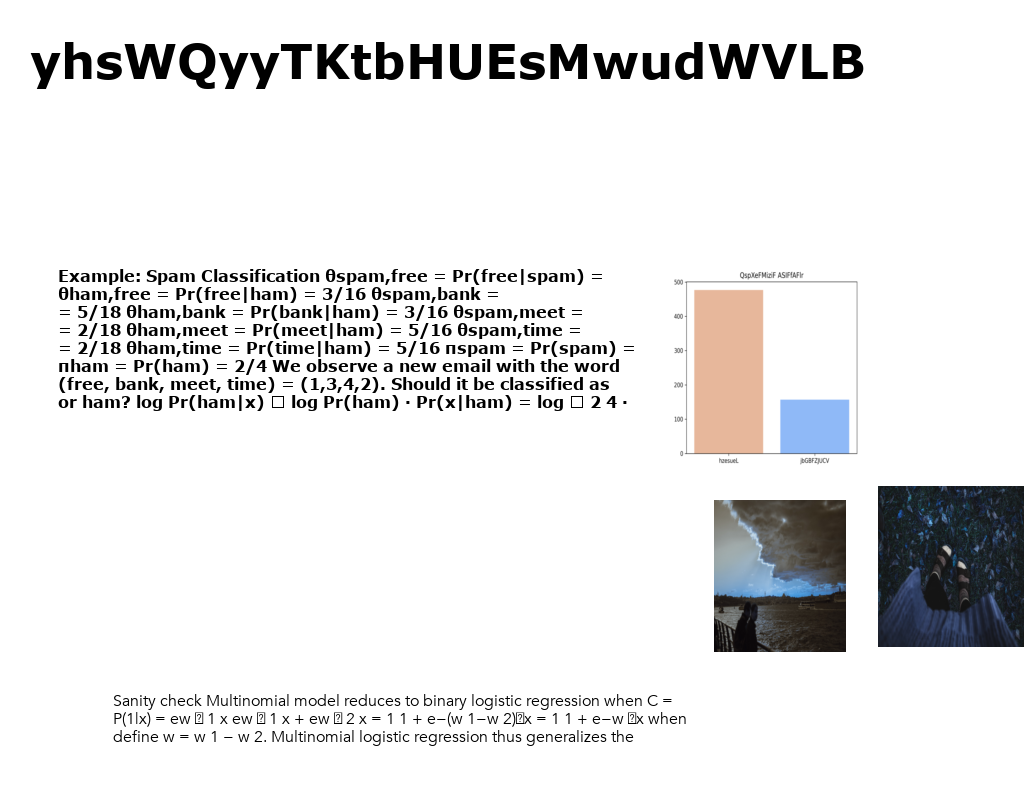 yhsWQyyTKtbHUEsMwudWVLB
Example: Spam Classification θspam,free = Pr(free|spam) =
θham,free = Pr(free|ham) = 3/16 θspam,bank =
= 5/18 θham,bank = Pr(bank|ham) = 3/16 θspam,meet =
= 2/18 θham,meet = Pr(meet|ham) = 5/16 θspam,time =
= 2/18 θham,time = Pr(time|ham) = 5/16 πspam = Pr(spam) =
πham = Pr(ham) = 2/4 We observe a new email with the word
(free, bank, meet, time) = (1,3,4,2). Should it be classified as
or ham? log Pr(ham|x) □ log Pr(ham) · Pr(x|ham) = log □ 2 4 ·
QspXeFMiziF ASIFfAFlr
500
400
300
200
100
0
hzesueL jbGBFZJUCV
Sanity check Multinomial model reduces to binary logistic regression when C =
P(1|x) = ew □ 1 x ew □ 1 x + ew □ 2 x = 1 1 + e−(w 1−w 2)□x = 1 1 + e−w □x when
define w = w 1 − w 2. Multinomial logistic regression thus generalizes the